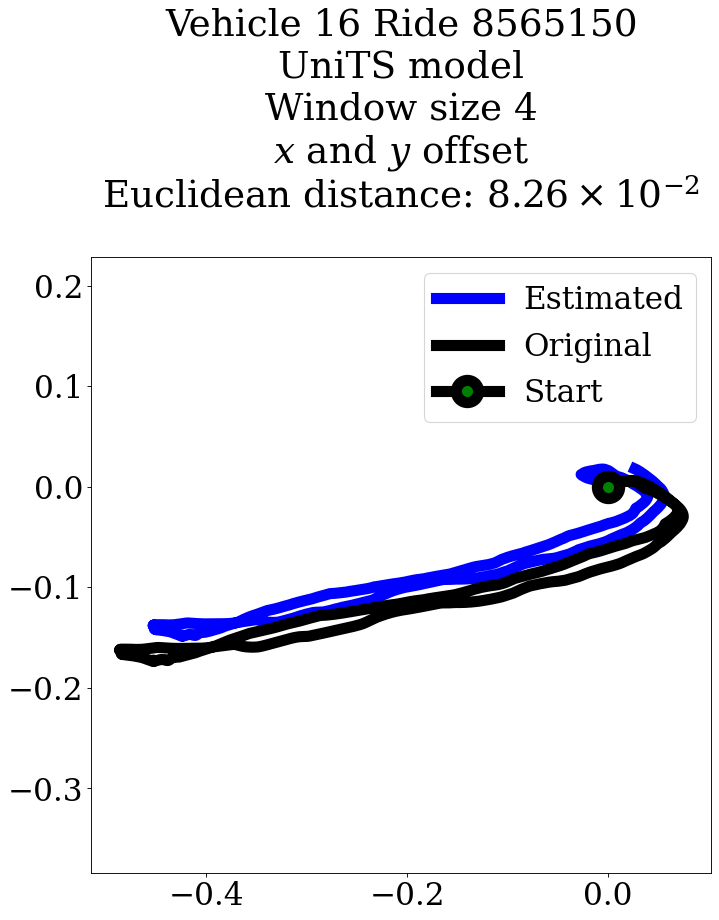 Vehicle 16 Ride 8565150
UniTS model
Window size 4
x and y offset
Euclidean distance: 8.26 × 10⁻²
Estimated
Original
Start
0.2
0.1
0.0
−0.1
−0.2
−0.3
−0.4
−0.2
0.0